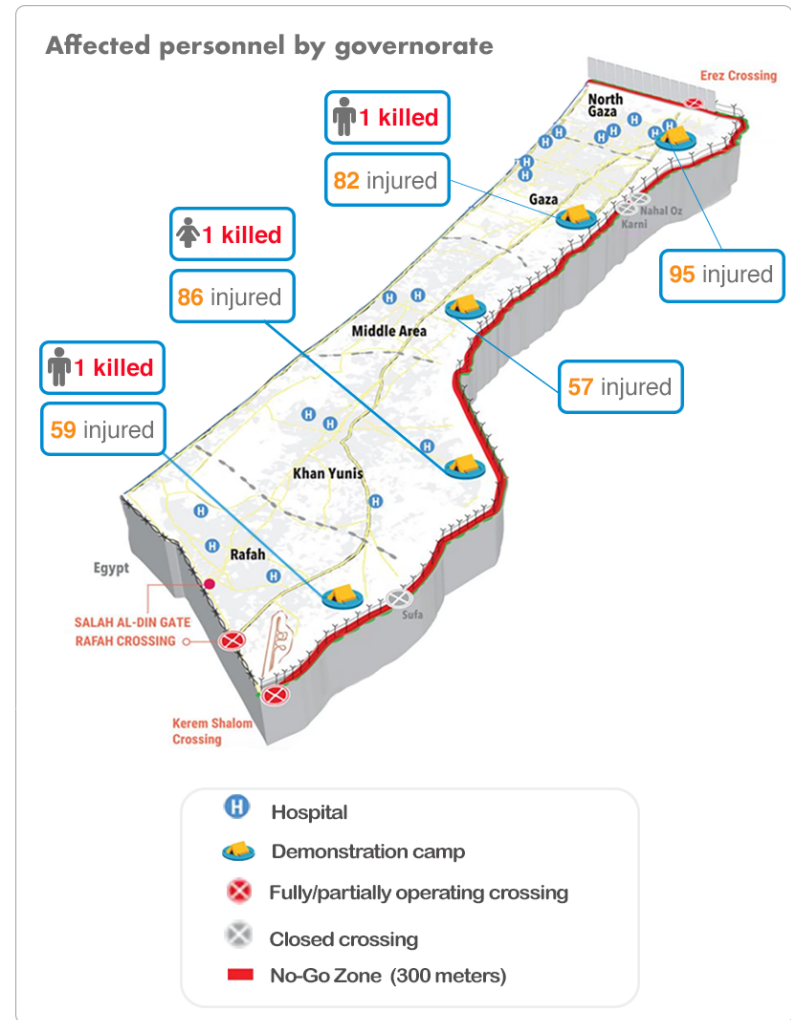 Affected personnel by governorate
Erez Crossing
North
Gaza
1 killed
82 injured
Gaza
Nahal Oz
Karni
1 killed
95 injured
86 injured
Middle Area
1 killed
57 injured
59 injured
Khan Yunis
Rafah
Egypt
Sufa
SALAH AL-DIN GATE
RAFAH CROSSING
Kerem Shalom
Crossing
H Hospital
Demonstration camp
Fully/partially operating crossing
Closed crossing
No-Go Zone (300 meters)